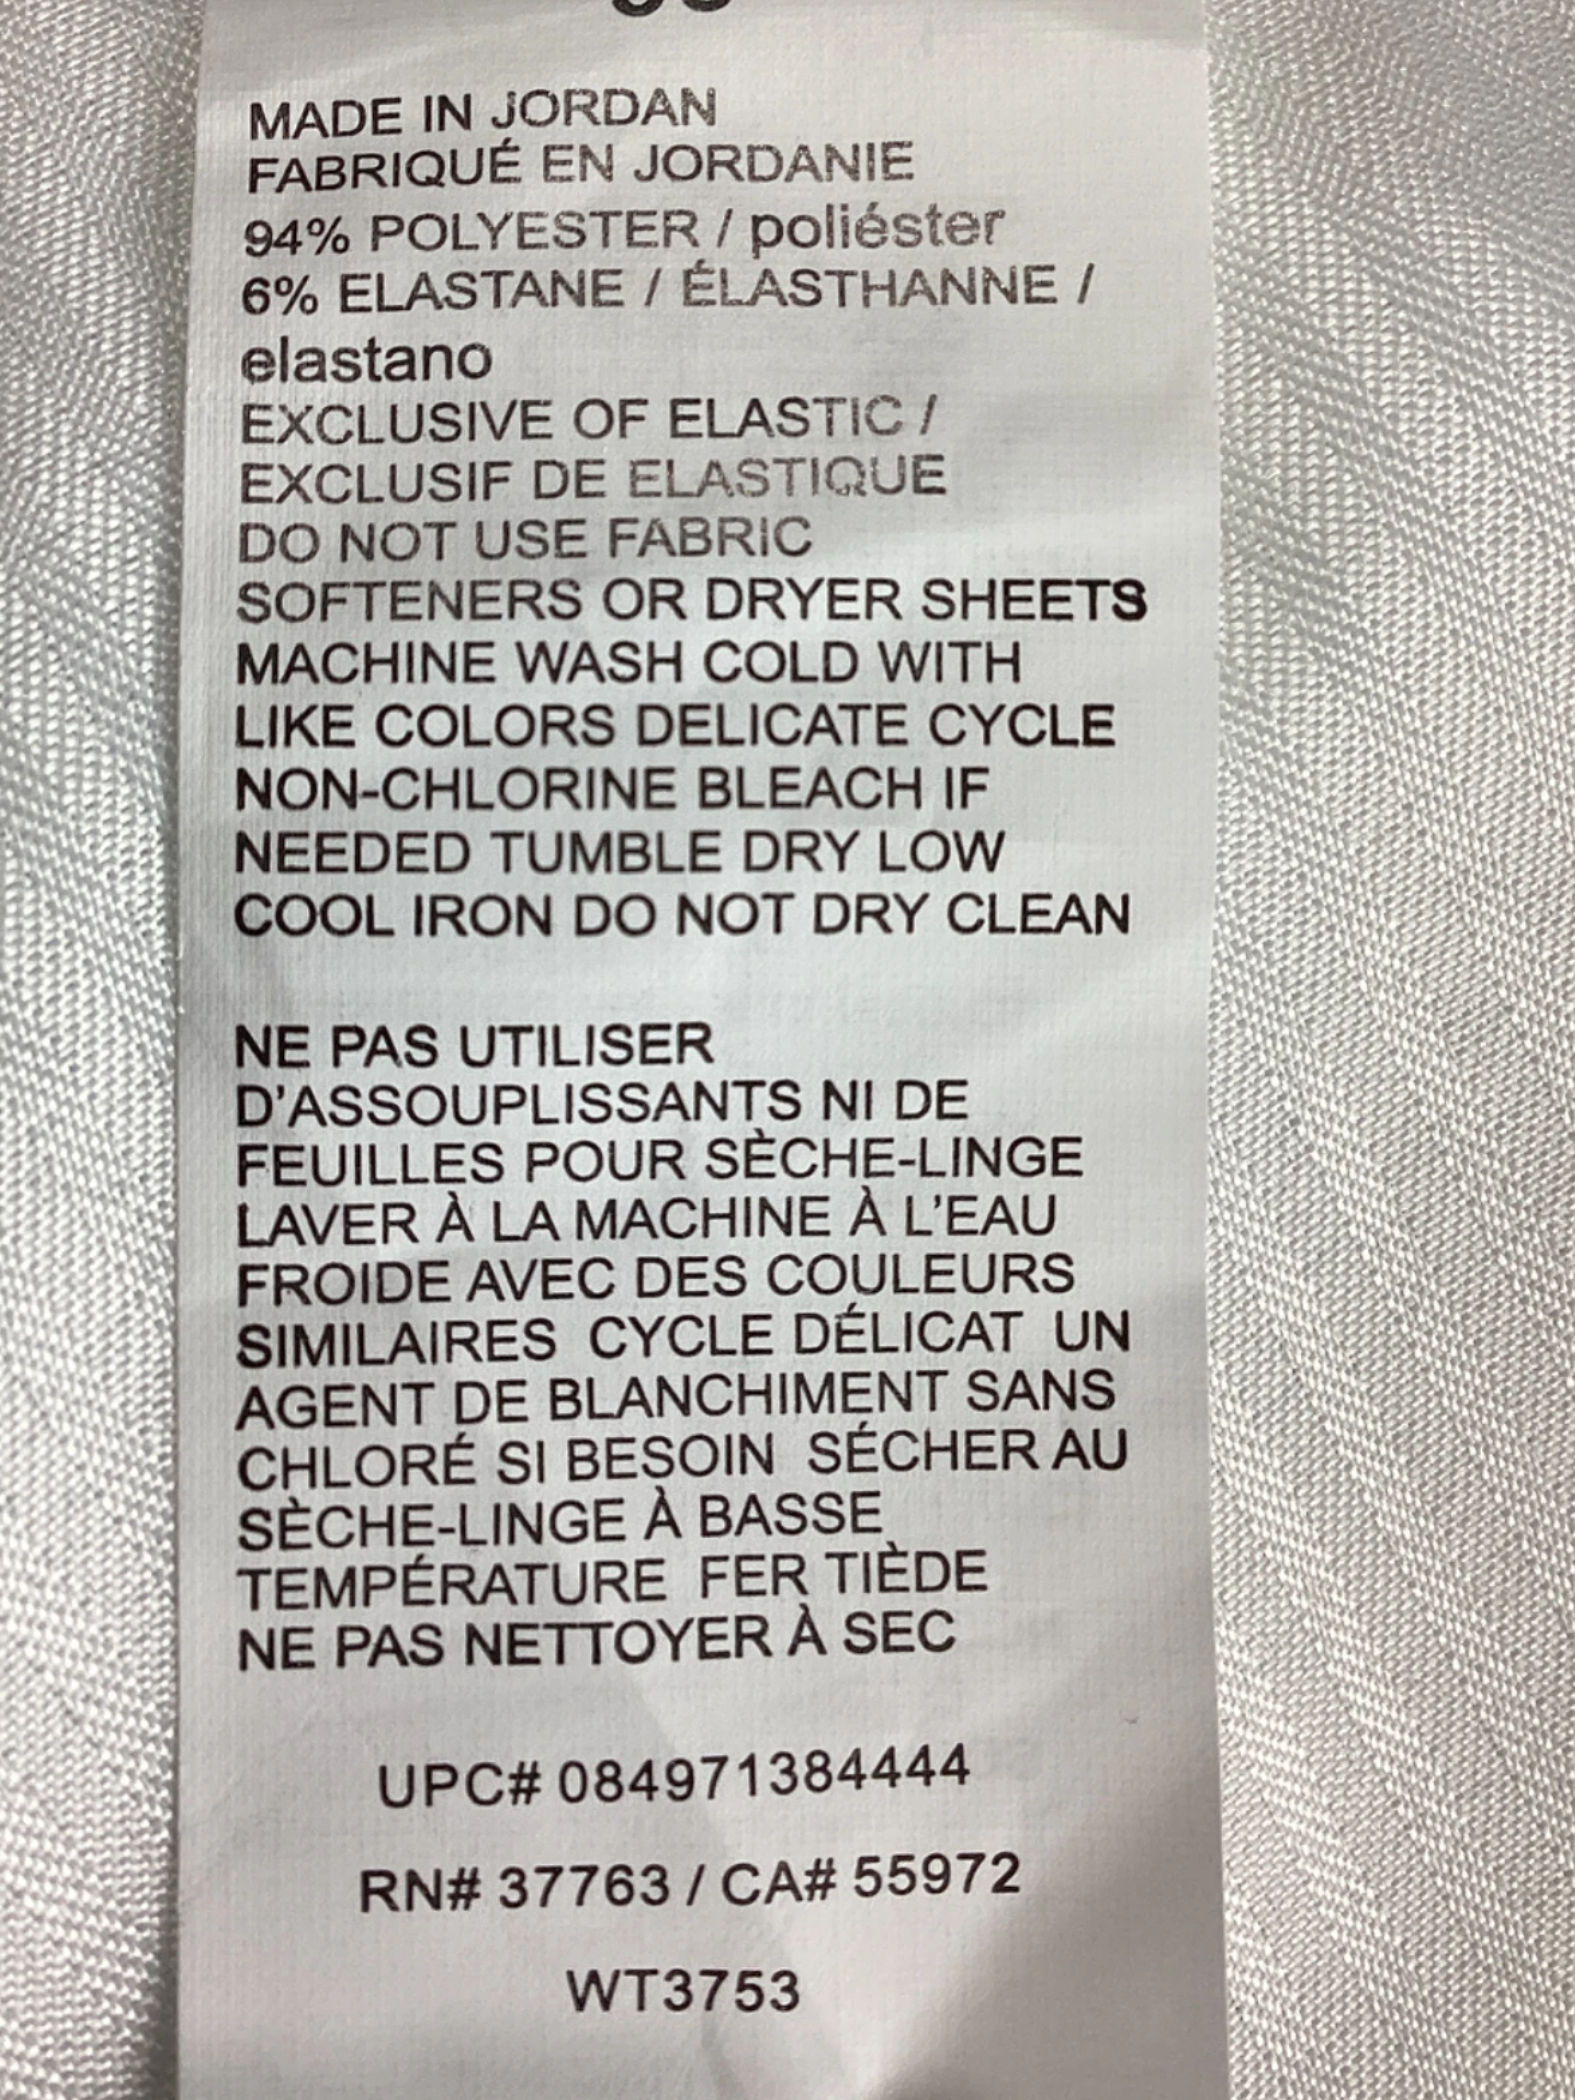 MADE IN JORDAN
FABRIQUÉ EN JORDANIE
94% POLYESTER / poliéster
6% ELASTANE / ÉLASTHANNE /
elastano
EXCLUSIVE OF ELASTIC /
EXCLUSIF DE ELASTIQUE
DO NOT USE FABRIC
SOFTENERS OR DRYER SHEETS
MACHINE WASH COLD WITH
LIKE COLORS DELICATE CYCLE
NON-CHLORINE BLEACH IF
NEEDED TUMBLE DRY LOW
COOL IRON DO NOT DRY CLEAN
NE PAS UTILISER
D'ASSOUPLISSANTS NI DE
FEUILLES POUR SÈCHE-LINGE
LAVER À LA MACHINE À L'EAU
FROIDE AVEC DES COULEURS
SIMILAIRES CYCLE DÉLICAT UN
AGENT DE BLANCHIMENT SANS
CHLORÉ SI BESOIN SÉCHER AU
SÈCHE-LINGE À BASSE
TEMPÉRATURE FER TIÈDE
NE PAS NETTOYER À SEC
UPC# 084971384444
RN# 37763 / CA# 55972
WT3753